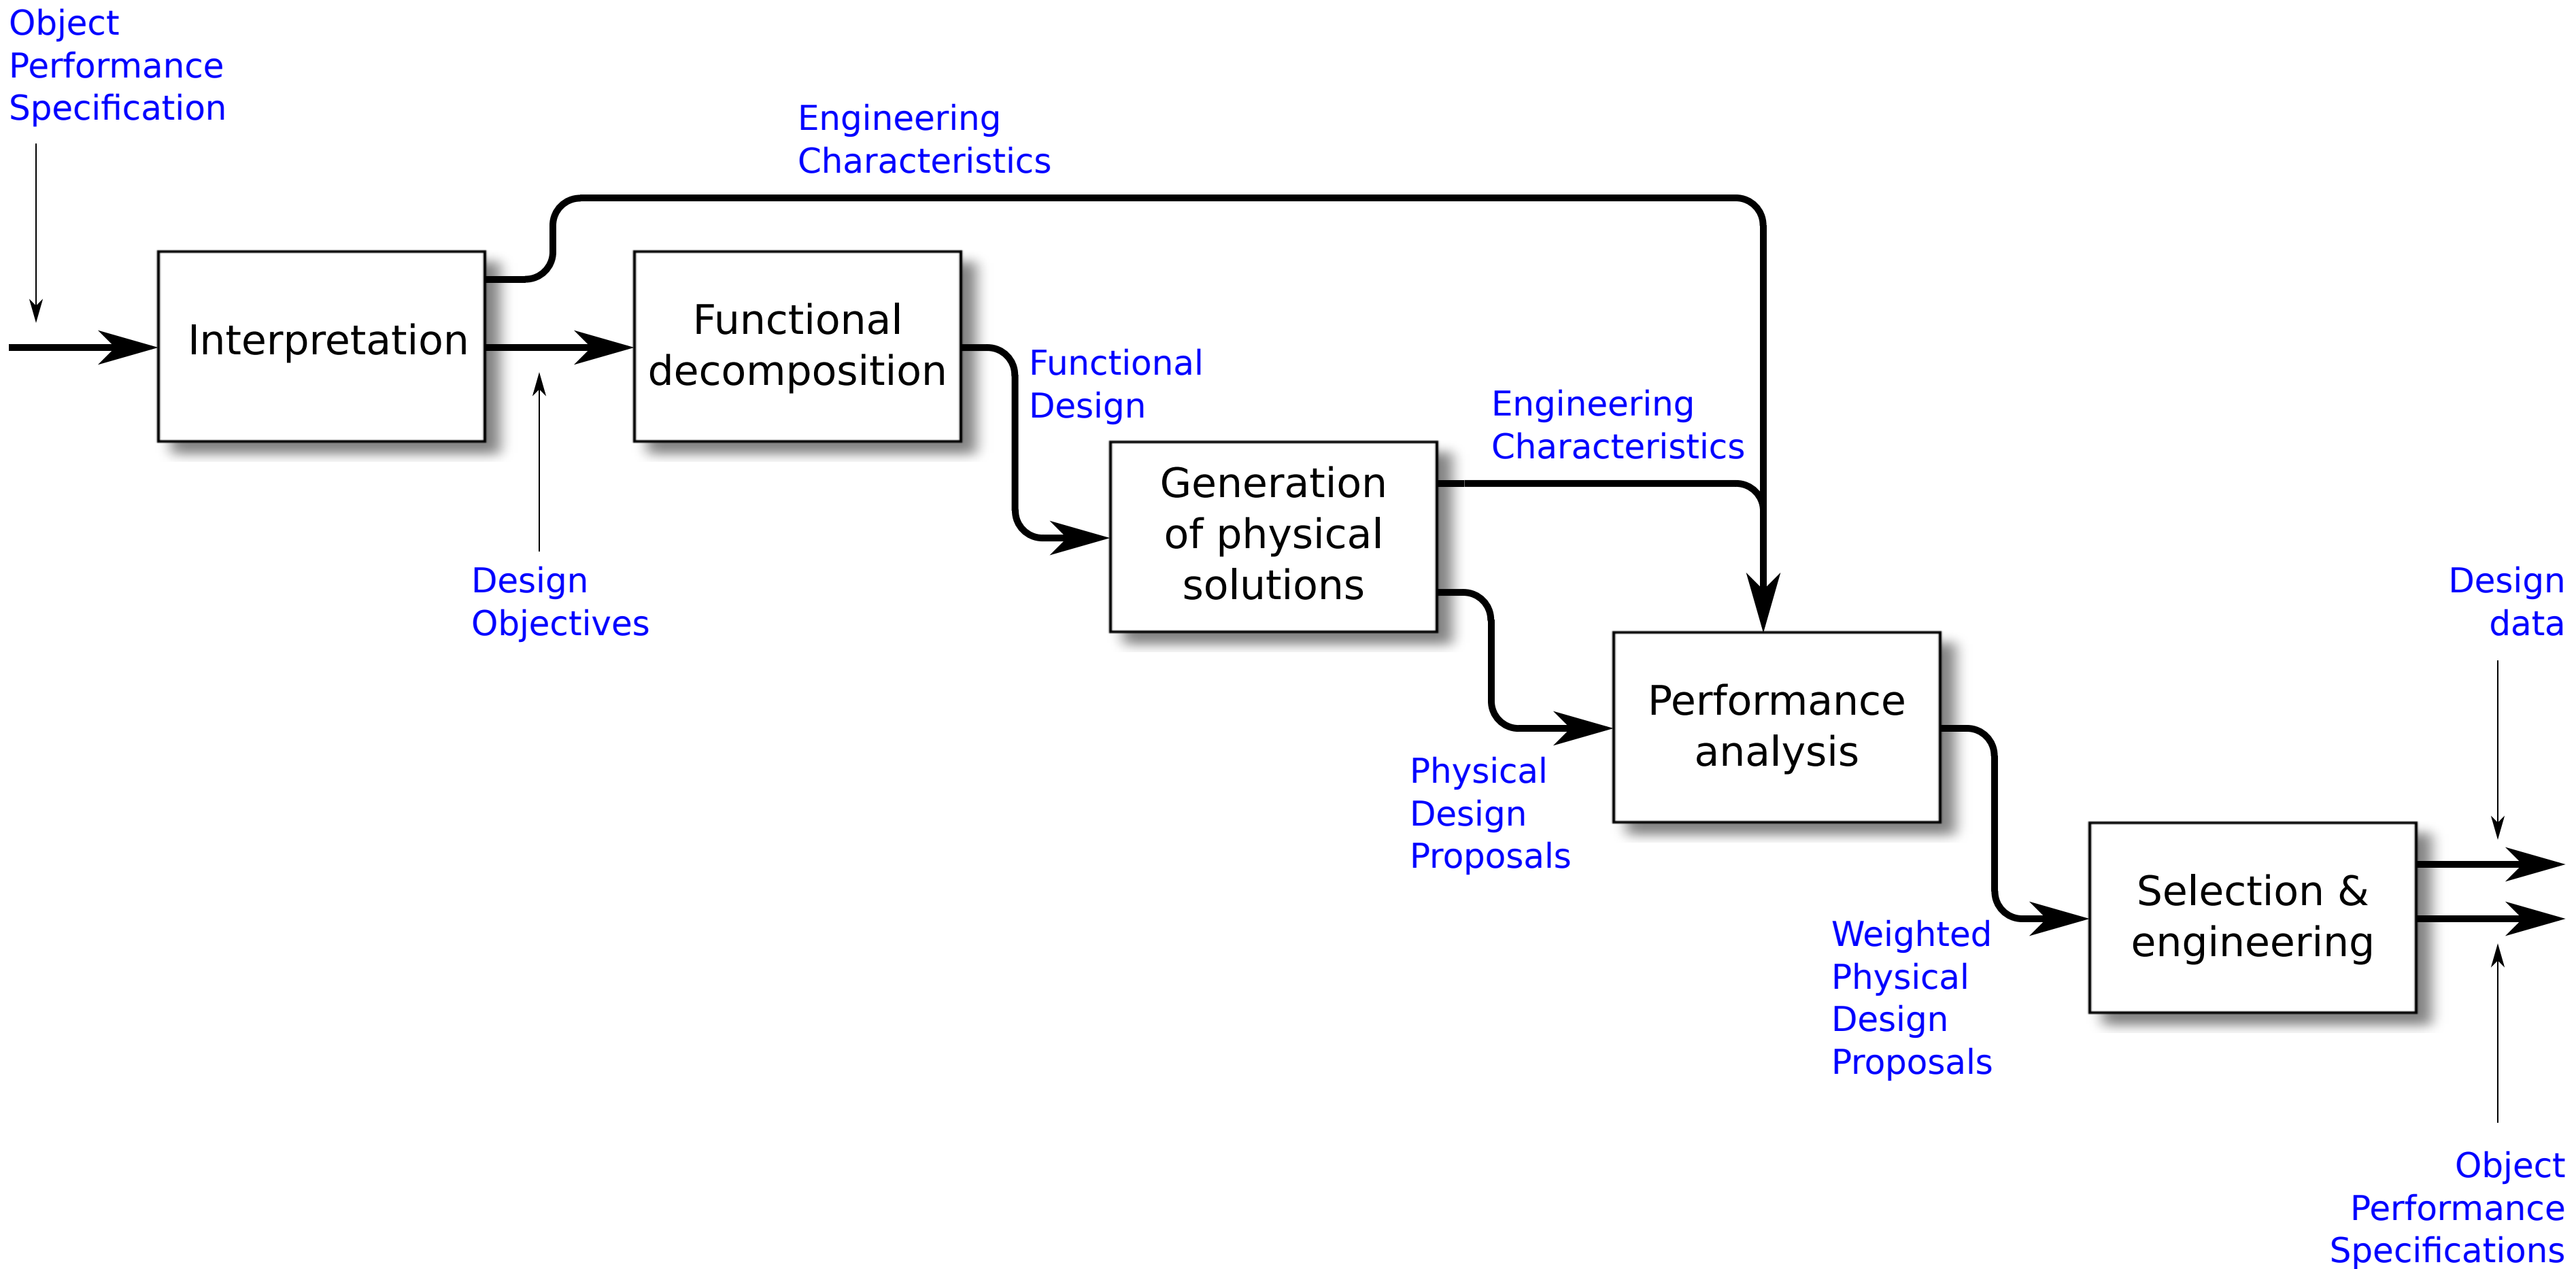 Object
Performance
Specification
Engineering
Characteristics
Interpretation
Functional
decomposition
Functional
Design
Design
Objectives
Engineering
Characteristics
Generation
of physical
solutions
Physical
Design
Proposals
Performance
analysis
Weighted
Physical
Design
Proposals
Design
data
Selection &
engineering
Object
Performance
Specifications